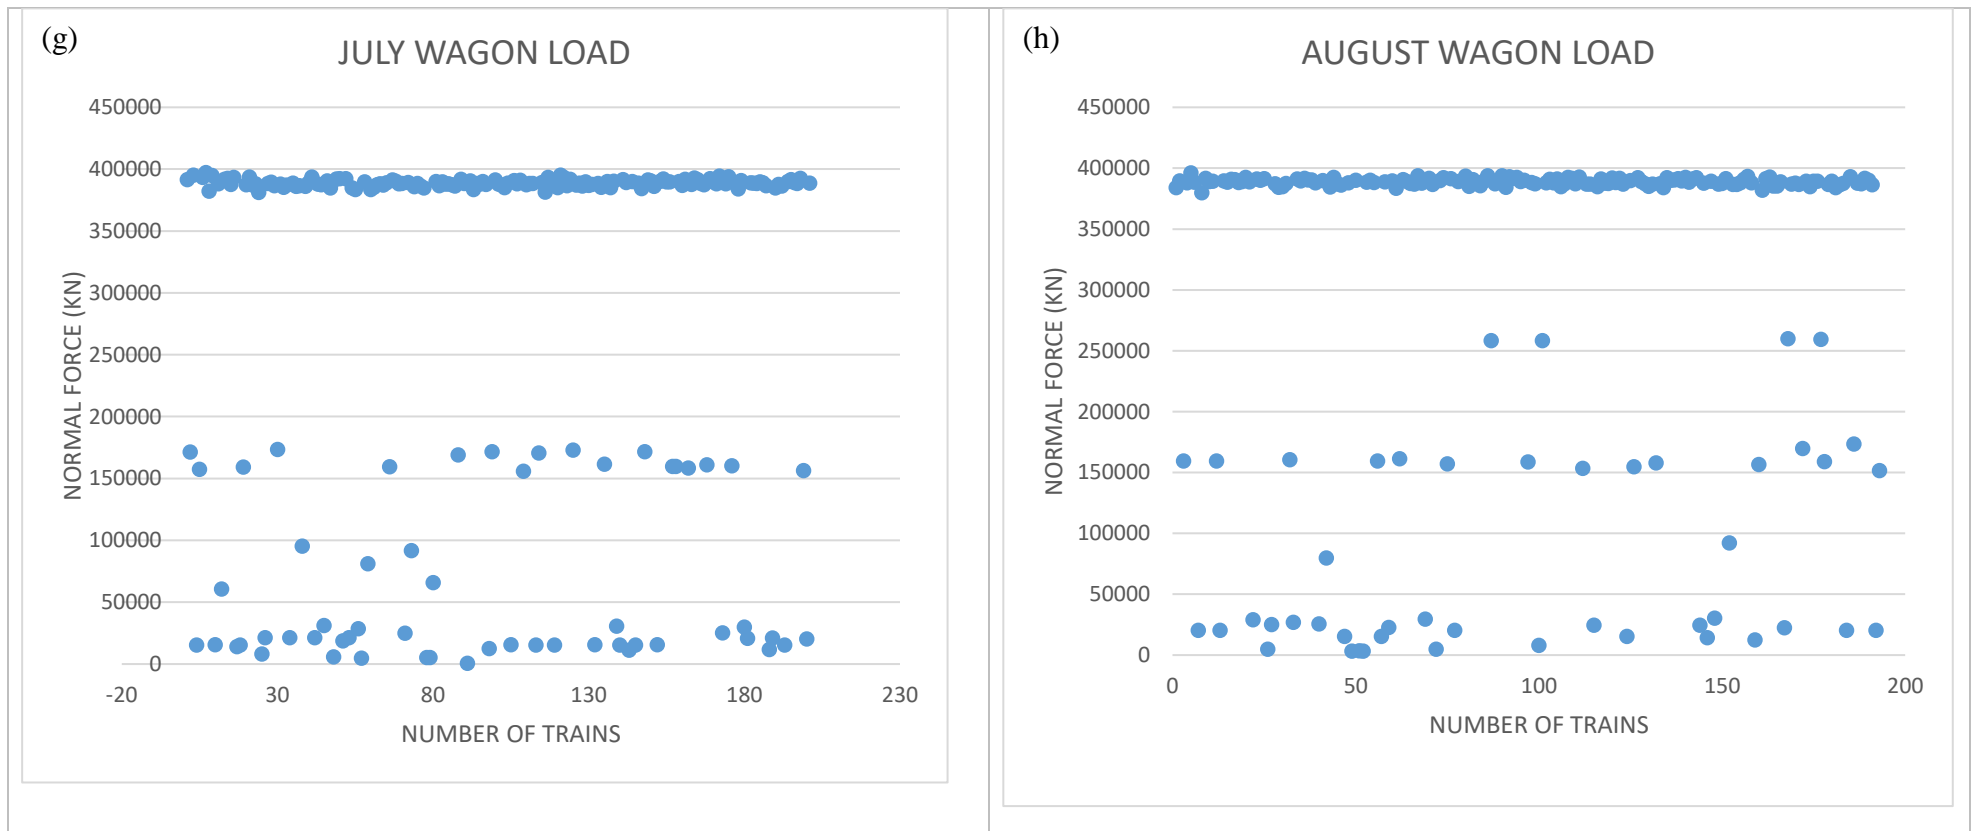 (g)
JULY WAGON LOAD
450000
400000
350000
300000
250000
200000
150000
100000
50000
0
NORMAL FORCE (KN)
-20 30 80 130 180 230
NUMBER OF TRAINS
(h)
AUGUST WAGON LOAD
450000
400000
350000
300000
250000
200000
150000
100000
50000
0
NORMAL FORCE (KN)
0 50 100 150 200
NUMBER OF TRAINS